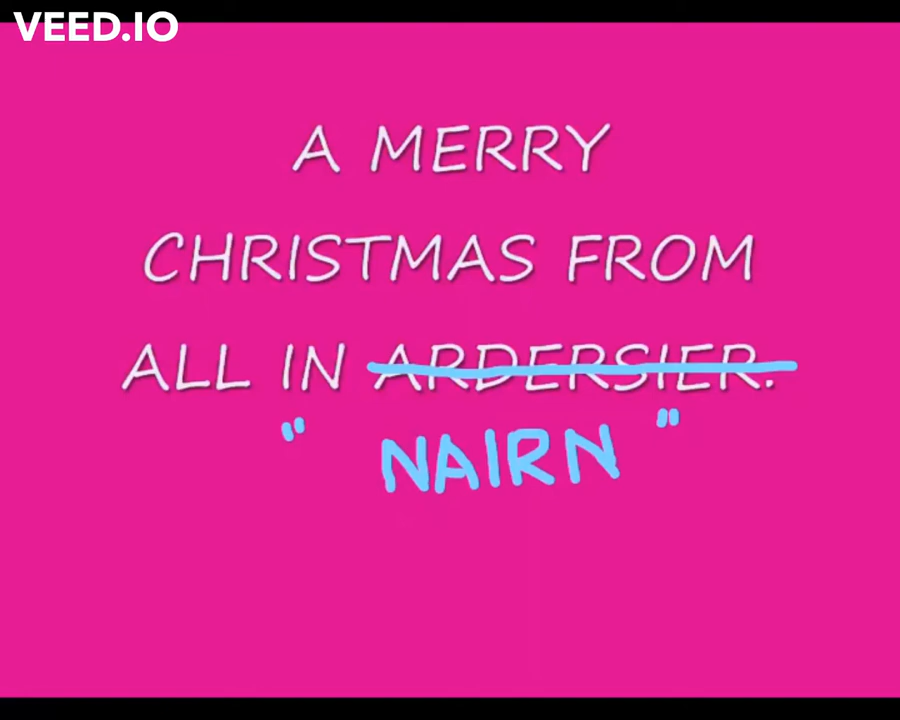 VEED.IO
A MERRY
CHRISTMAS FROM
ALL IN ARDERSIER.
" NAIRN "